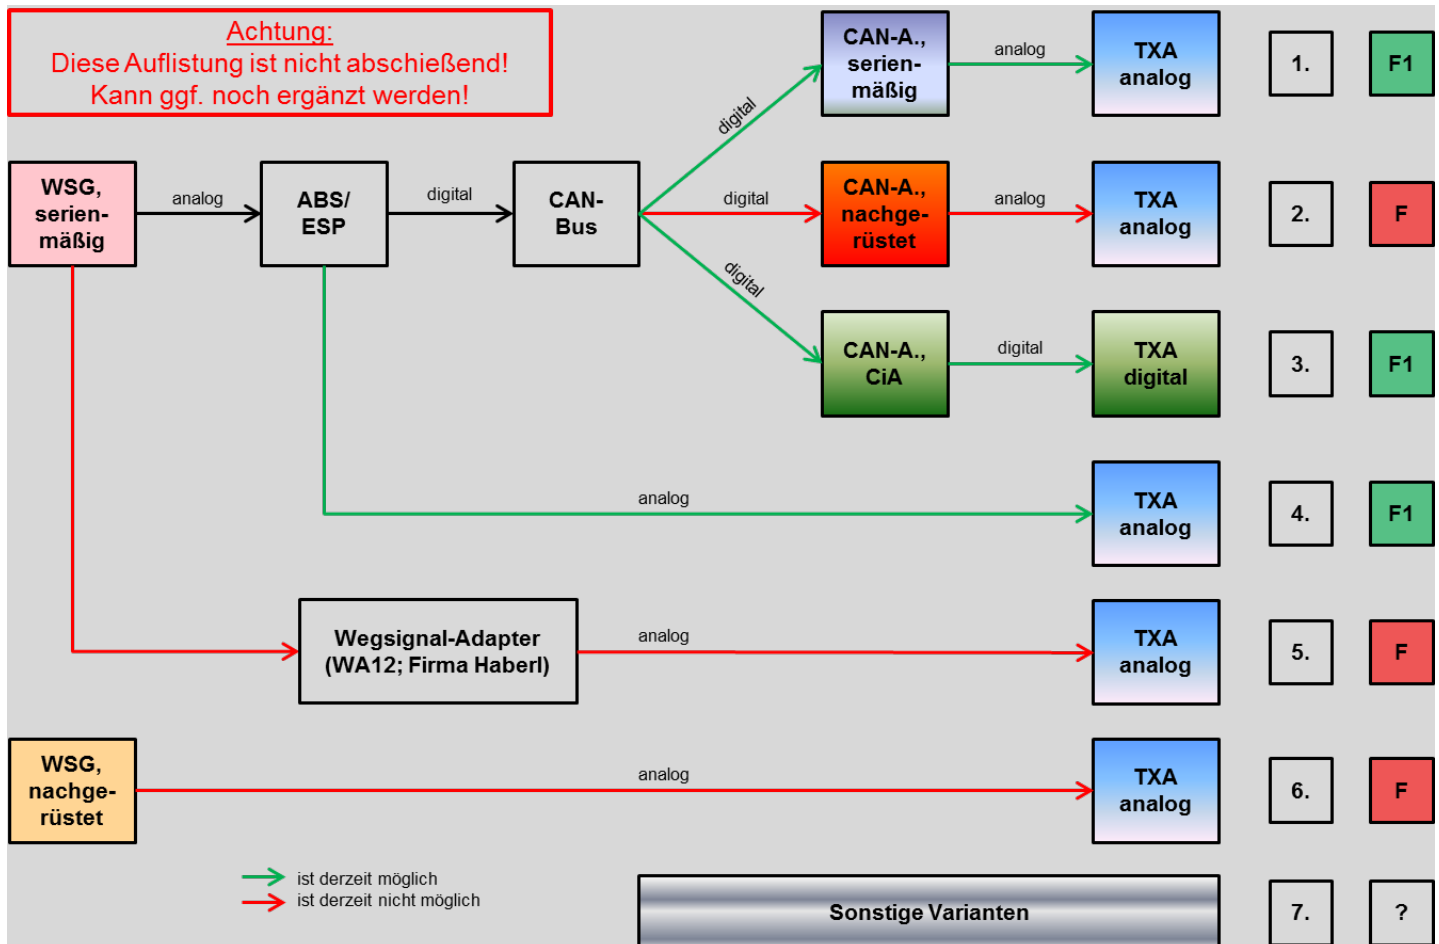 Achtung:
Diese Auflistung ist nicht abschießend!
Kann ggf. noch ergänzt werden!
digital
CAN-A.,
serien-
mäßig
analog
TXA
analog
1.
F1
WSG,
serien-
mäßig
analog
ABS/
ESP
digital
CAN-
Bus
digital
CAN-A.,
nachge-
rüstet
analog
TXA
analog
2.
F
digital
CAN-A.,
CiA
digital
TXA
digital
3.
F1
analog
TXA
analog
4.
F1
Wegsignal-Adapter
(WA12; Firma Haberl)
analog
TXA
analog
5.
F
WSG,
nachge-
rüstet
analog
TXA
analog
6.
F
ist derzeit möglich
ist derzeit nicht möglich
Sonstige Varianten
7.
?